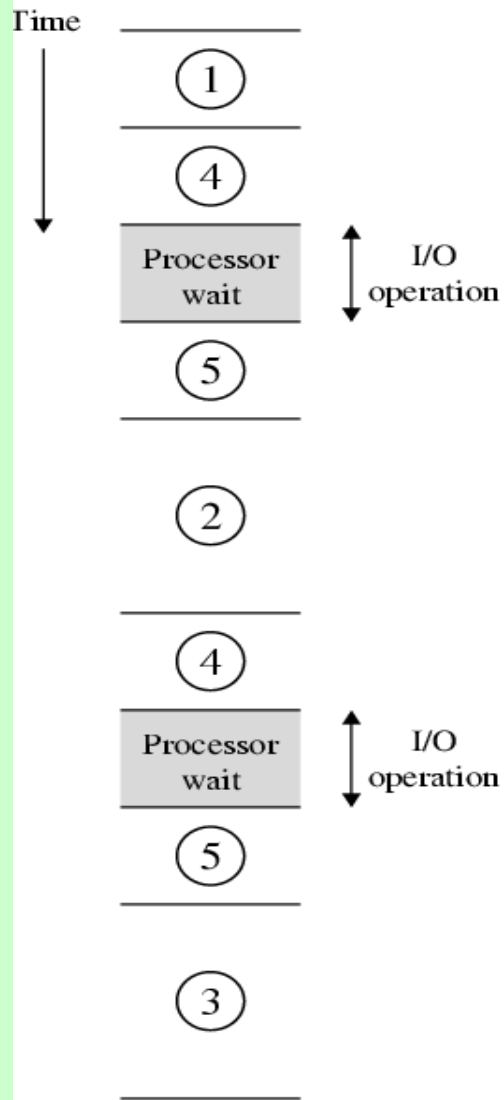 Time
1
4
Processor
wait
I/O
operation
5
2
4
Processor
wait
I/O
operation
5
3